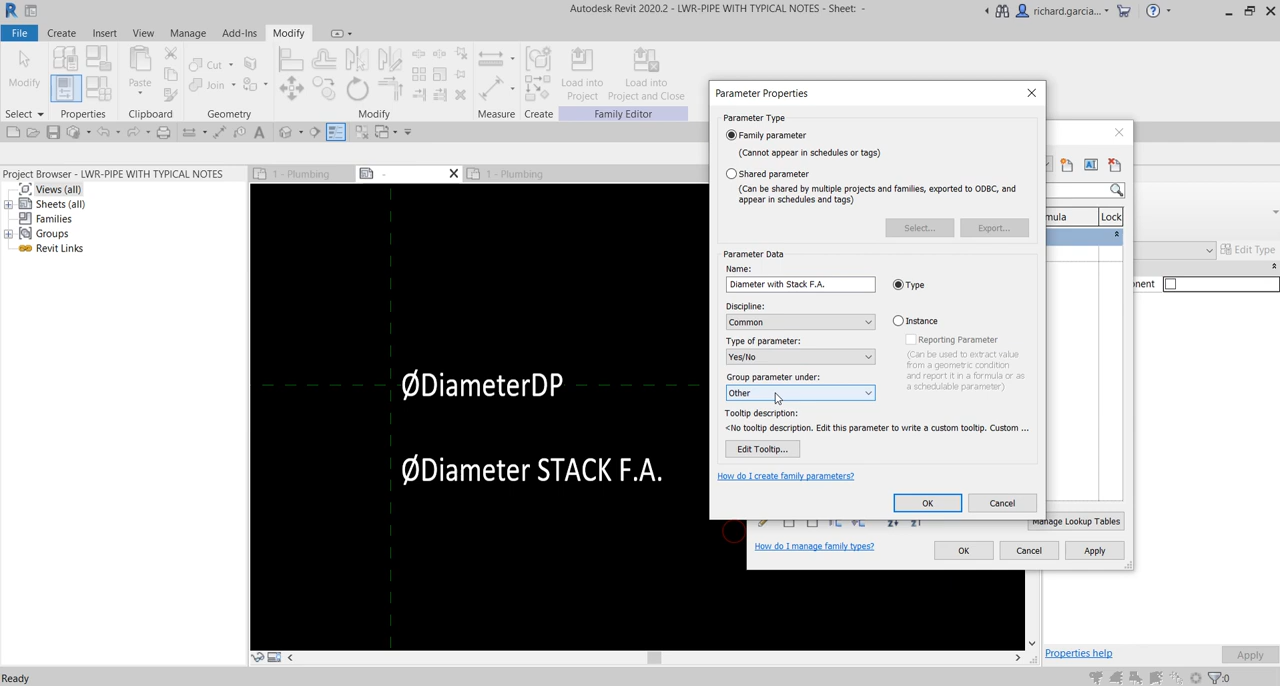 Autodesk Revit 2020.2 - LWR-PIPE WITH TYPICAL NOTES - Sheet: -
richard.garcia...
File Create Insert View Manage Add-Ins Modify
Modify
Paste
Cut
Join
Load into Project
Load into Project and Close
Select Properties Clipboard Geometry Modify Measure Create Family Editor
Project Browser - LWR-PIPE WITH TYPICAL NOTES
Views (all)
Sheets (all)
Families
Groups
Revit Links
1 - Plumbing
-
1 - Plumbing
ØDiameterDP
ØDiameter STACK F.A.
Parameter Properties
Parameter Type
Family parameter
(Cannot appear in schedules or tags)
Shared parameter
(Can be shared by multiple projects and families, exported to ODBC, and
appear in schedules and tags)
Select... Export...
Parameter Data
Name:
Diameter with Stack F.A.
Type
Discipline:
Common
Instance
Type of parameter:
Reporting Parameter
Yes/No
(Can be used to extract value
from a geometric condition
and report it in a formula or as
a schedulable parameter)
Group parameter under:
Other
Tooltip description:
<No tooltip description. Edit this parameter to write a custom tooltip. Custom ...
Edit Tooltip...
How do I create family parameters?
OK Cancel
mula Lock
Manage Lookup Tables
How do I manage family types?
OK Cancel Apply
Edit Type
nent
Properties help
Apply
Ready
:0